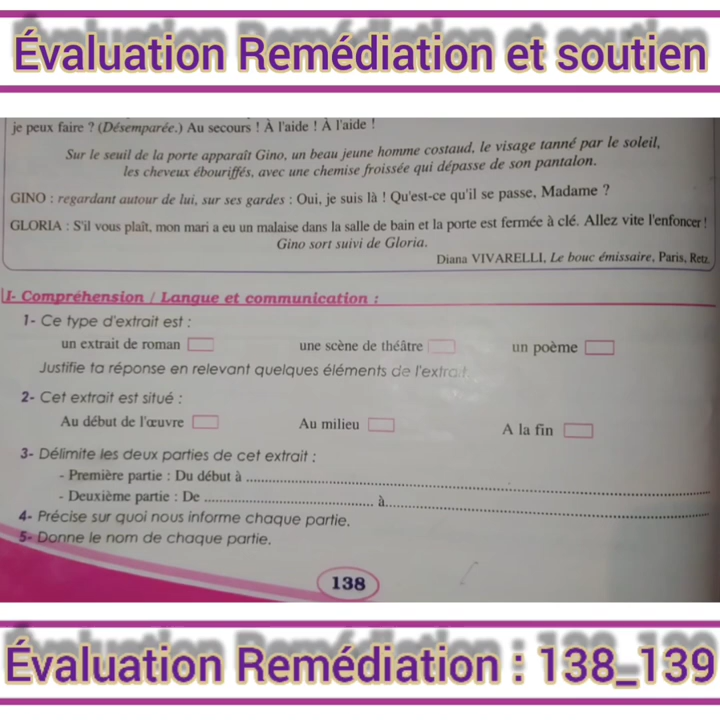 Évaluation Remédiation et soutien
je peux faire ? (Désemparée.) Au secours ! À l'aide ! À l'aide !
Sur le seuil de la porte apparaît Gino, un beau jeune homme costaud, le visage tanné par le soleil,
les cheveux ébouriffés, avec une chemise froissée qui dépasse de son pantalon.
GINO : regardant autour de lui, sur ses gardes : Oui, je suis là ! Qu'est-ce qu'il se passe, Madame ?
GLORIA : S'il vous plaît, mon mari a eu un malaise dans la salle de bain et la porte est fermée à clé. Allez vite l'enfoncer !
Gino sort suivi de Gloria.
Diana VIVARELLI, Le bouc émissaire, Paris, Retz.
I- Compréhension / Langue et communication :
1- Ce type d'extrait est :
un extrait de roman une scène de théâtre un poème
Justifie ta réponse en relevant quelques éléments de l'extrait.
2- Cet extrait est situé :
Au début de l'œuvre Au milieu A la fin
3- Délimite les deux parties de cet extrait :
- Première partie : Du début à ....................
- Deuxième partie : De .................... à....................
4- Précise sur quoi nous informe chaque partie.
5- Donne le nom de chaque partie.
138
Évaluation Remédiation : 138_139